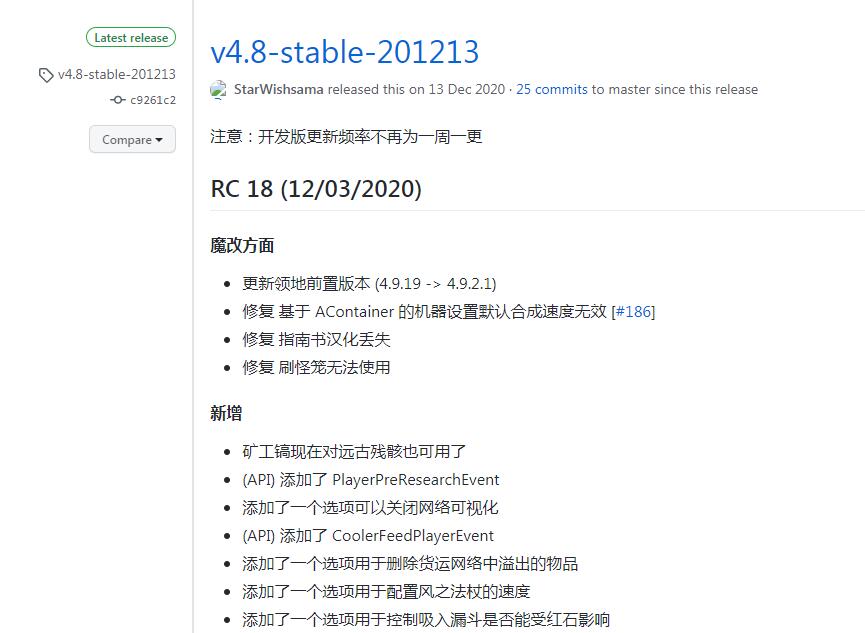 Latest release
v4.8-stable-201213
c9261c2
Compare
v4.8-stable-201213
StarWishsama released this on 13 Dec 2020 · 25 commits to master since this release
注意：开发版更新频率不再为一周一更
RC 18 (12/03/2020)
魔改方面
更新领地前置版本 (4.9.19 -> 4.9.2.1)
修复 基于 AContainer 的机器设置默认合成速度无效 [#186]
修复 指南书汉化丢失
修复 刷怪笼无法使用
新增
矿工镐现在对远古残骸也可用了
(API) 添加了 PlayerPreResearchEvent
添加了一个选项可以关闭网络可视化
(API) 添加了 CoolerFeedPlayerEvent
添加了一个选项用于删除货运网络中溢出的物品
添加了一个选项用于配置风之法杖的速度
添加了一个选项用于控制吸入漏斗是否能受红石影响